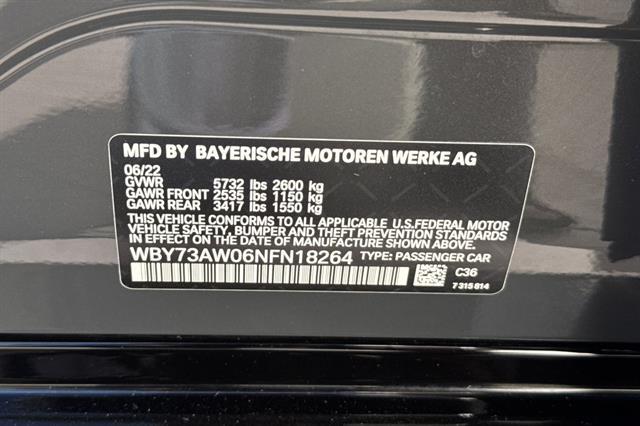 MFD BY BAYERISCHE MOTOREN WERKE AG
06/22
GVWR 5732 lbs 2600 kg
GAWR FRONT 2535 lbs 1150 kg
GAWR REAR 3417 lbs 1550 kg
THIS VEHICLE CONFORMS TO ALL APPLICABLE U.S.FEDERAL MOTOR
VEHICLE SAFETY, BUMPER AND THEFT PREVENTION STANDARDS
IN EFFECT ON THE DATE OF MANUFACTURE SHOWN ABOVE.
WBY73AW06NFN18264 TYPE: PASSENGER CAR
C36
7 315 814